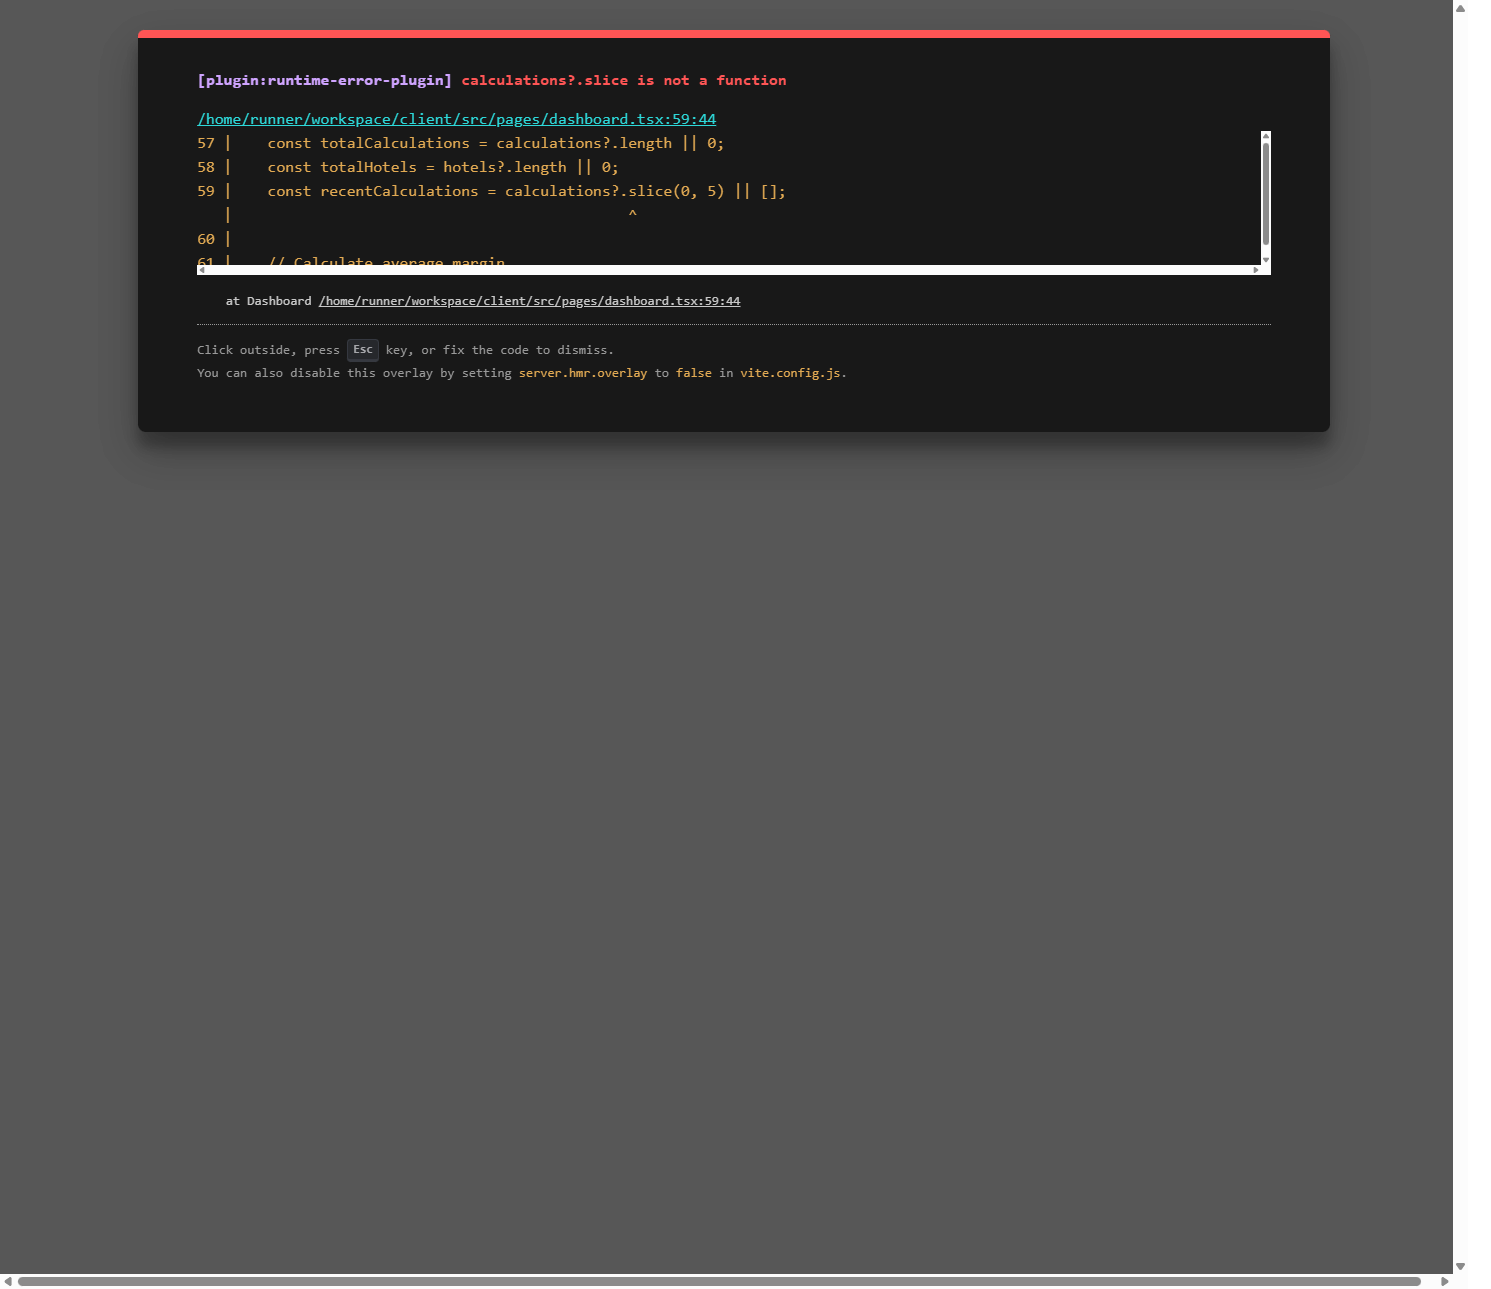 [plugin:runtime-error-plugin] calculations?.slice is not a function
/home/runner/workspace/client/src/pages/dashboard.tsx:59:44
57 |    const totalCalculations = calculations?.length || 0;
58 |    const totalHotels = hotels?.length || 0;
59 |    const recentCalculations = calculations?.slice(0, 5) || [];
   |                                             ^
60 |
61 |    // Calculate average margin
at Dashboard /home/runner/workspace/client/src/pages/dashboard.tsx:59:44
Click outside, press Esc key, or fix the code to dismiss.
You can also disable this overlay by setting server.hmr.overlay to false in vite.config.js.